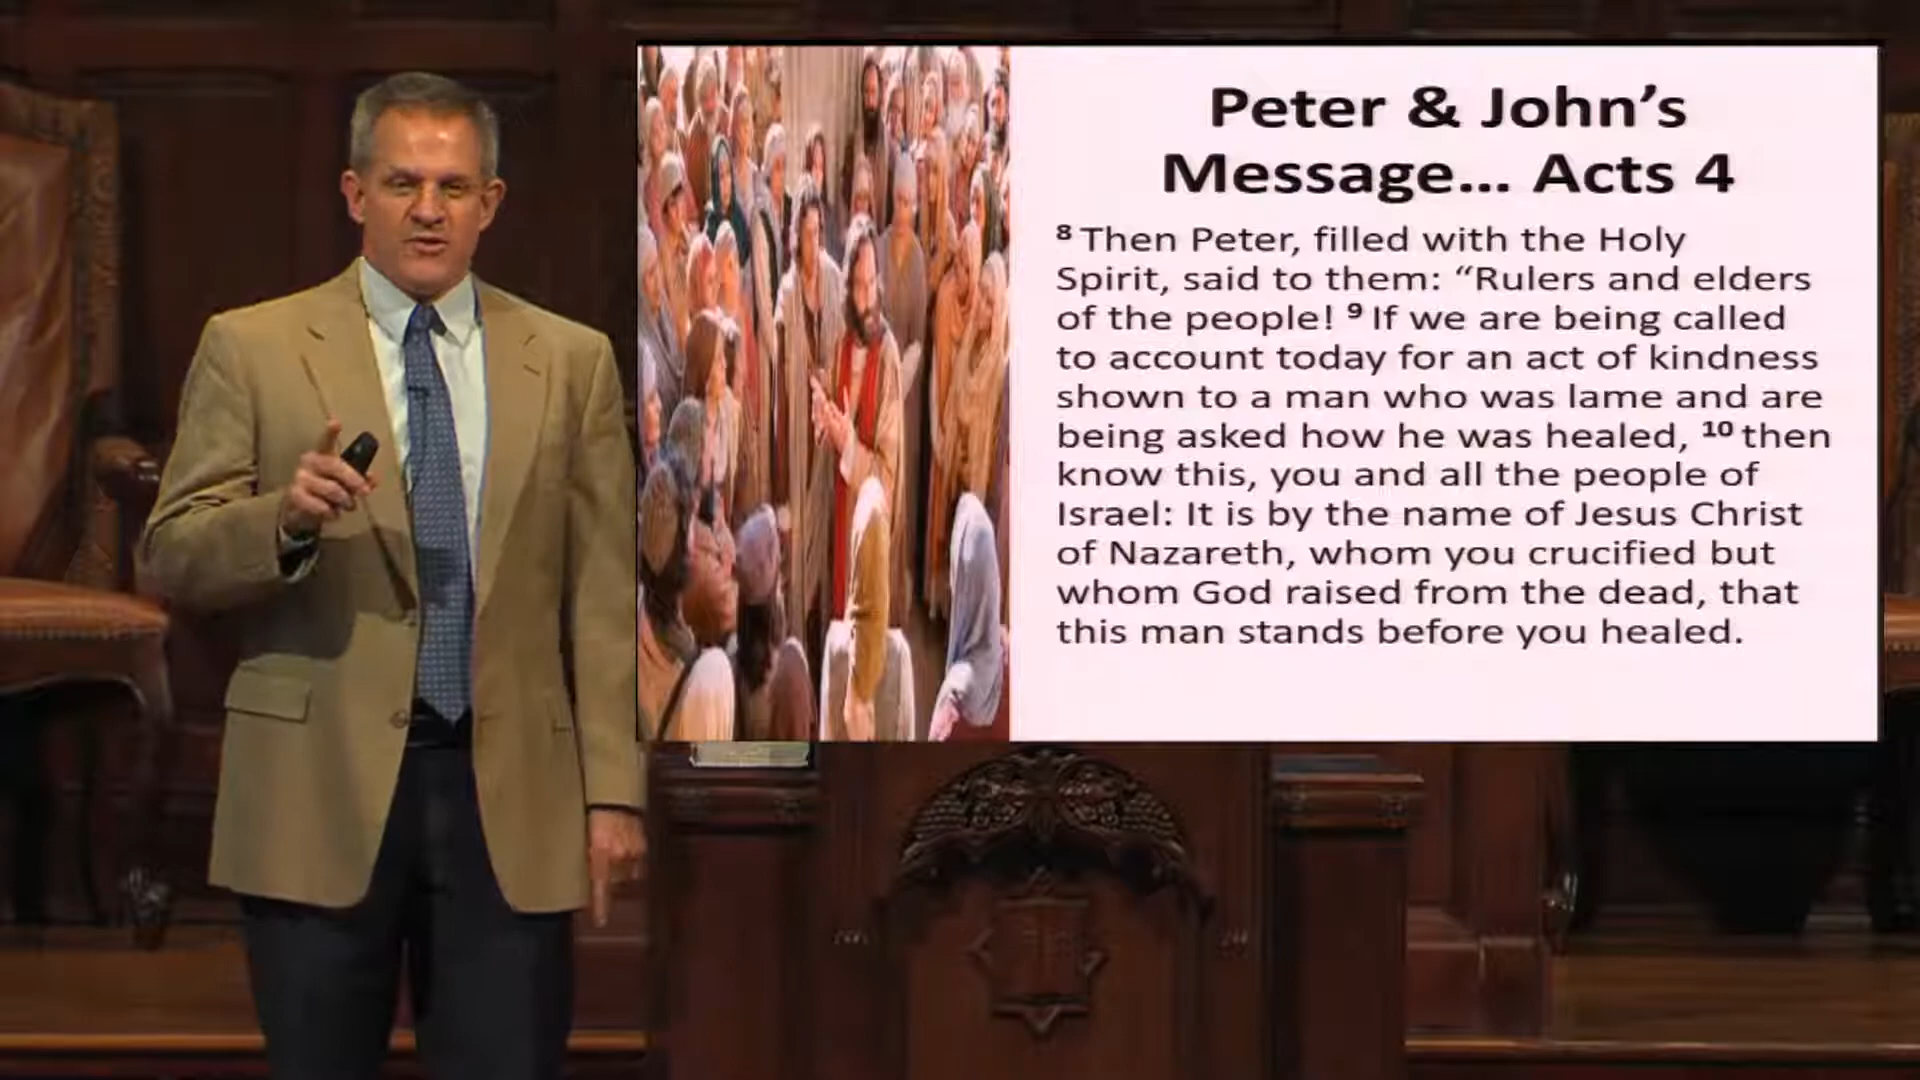 Peter & John’s
Message... Acts 4
8 Then Peter, filled with the Holy
Spirit, said to them: “Rulers and elders
of the people! 9 If we are being called
to account today for an act of kindness
shown to a man who was lame and are
being asked how he was healed, 10 then
know this, you and all the people of
Israel: It is by the name of Jesus Christ
of Nazareth, whom you crucified but
whom God raised from the dead, that
this man stands before you healed.